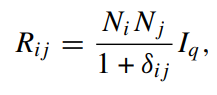 R_{ij} = \frac{N_i N_j}{1 + \delta_{ij}} I_q,